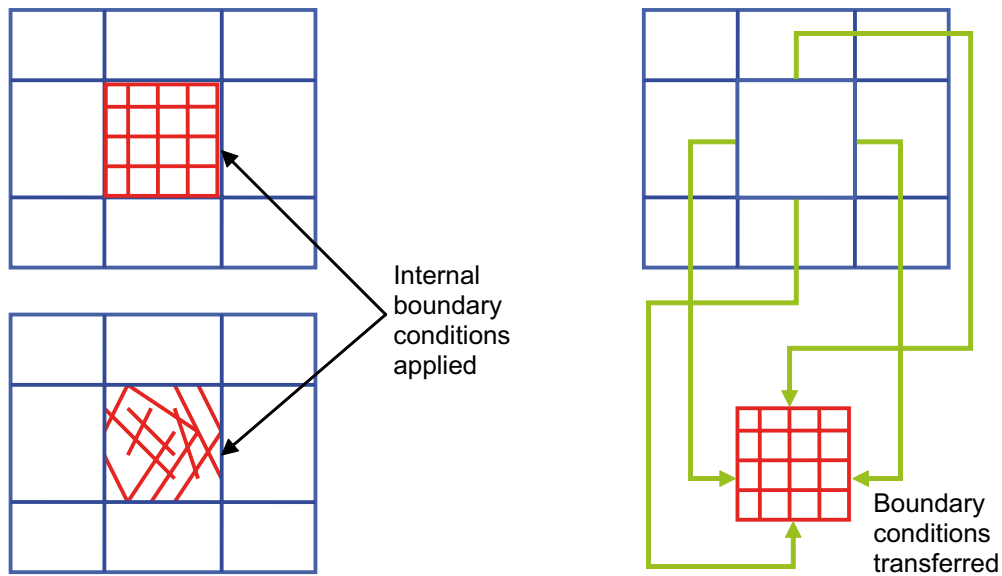 Internal
boundary
conditions
applied
Boundary
conditions
transferred